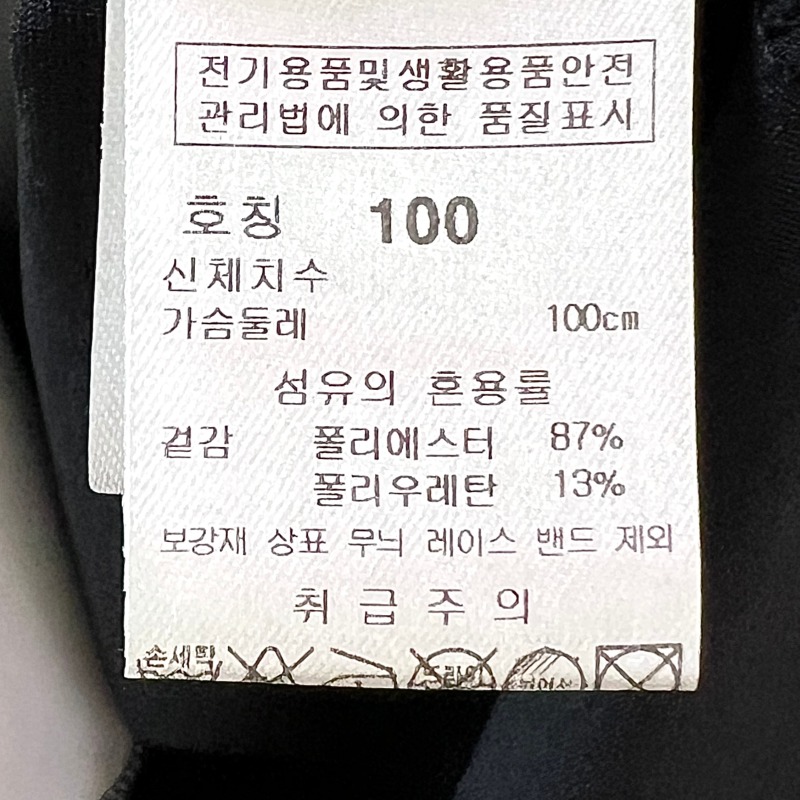 전기용품및생활용품안전
관리법에 의한 품질표시
호칭 100
신체치수
가슴둘레 100cm
섬유의 혼용률
겉감 폴리에스터 87%
폴리우레탄 13%
보강재 상표 무늬 레이스 밴드 제외
취급주의
손세탁